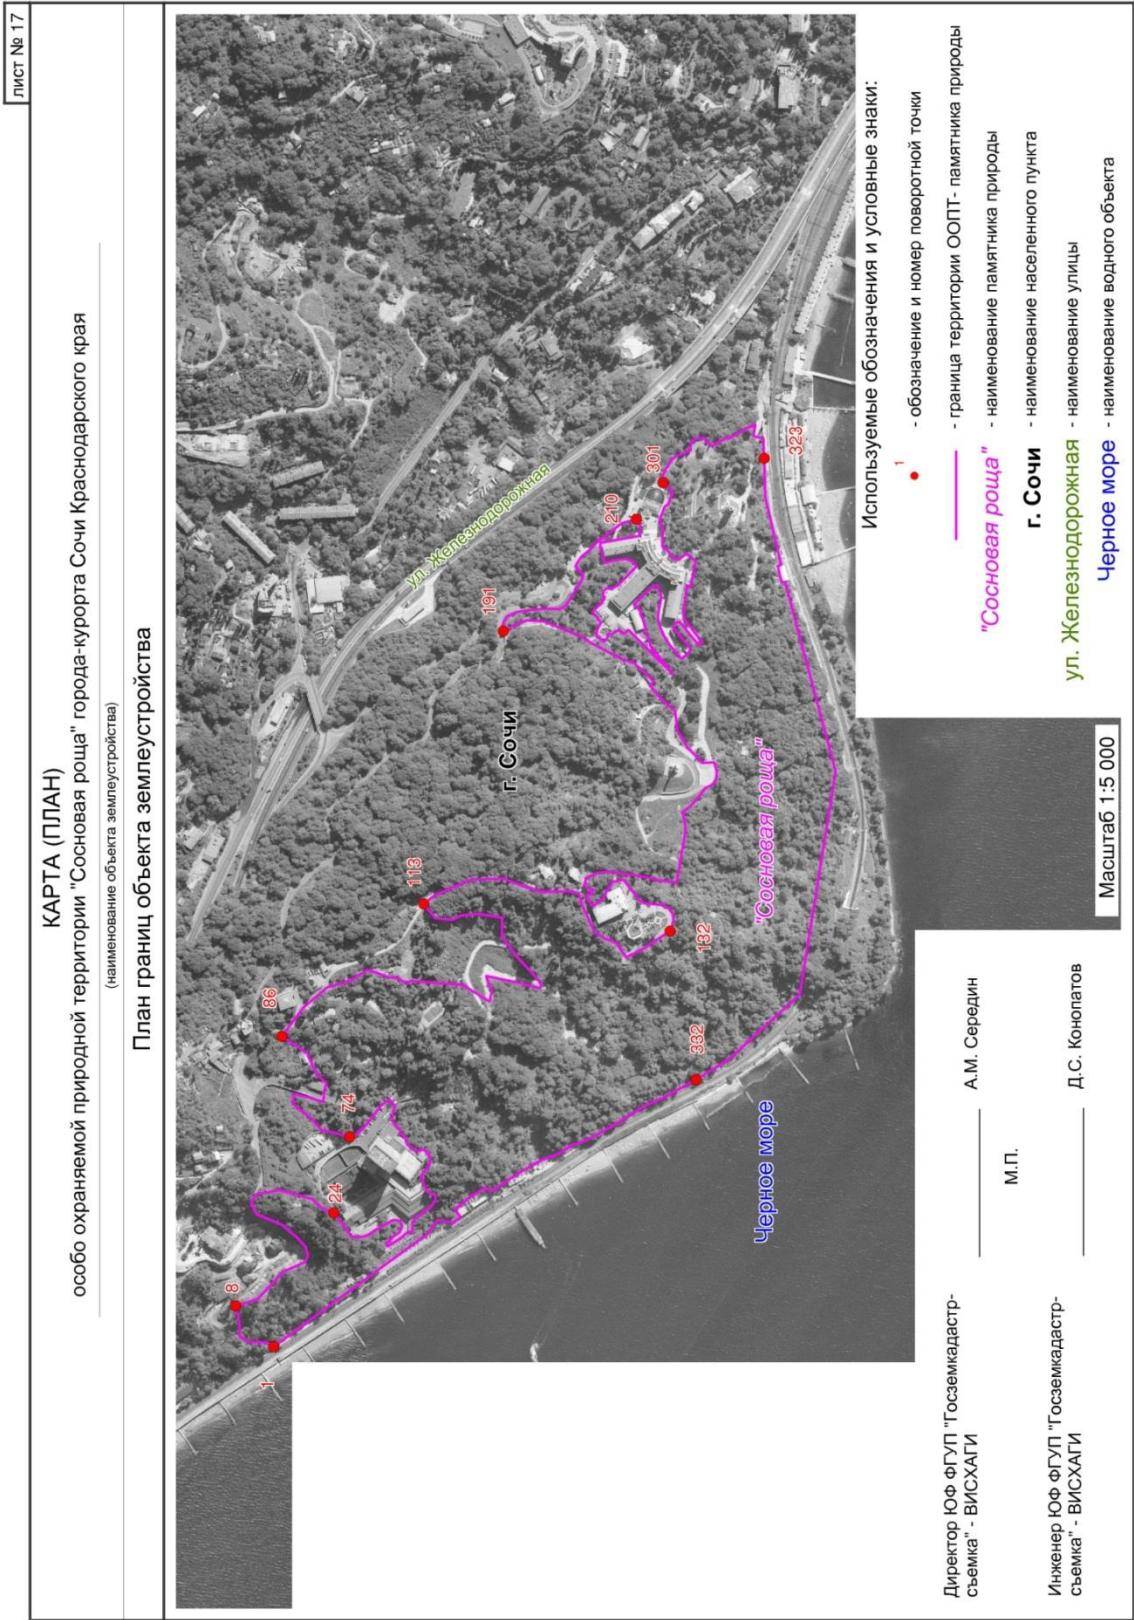 лист № 17
КАРТА (ПЛАН)
особо охраняемой природной территории "Сосновая роща" города-курорта Сочи Краснодарского края
(наименование объекта землеустройства)
План границ объекта землеустройства
1
8
24
74
86
113
132
191
210
301
323
332
ул. Железнодорожная
г. Сочи
"Сосновая роща"
Черное море
Используемые обозначения и условные знаки:
1 - обозначение и номер поворотной точки
- граница территории ООПТ- памятника природы
"Сосновая роща" - наименование памятника природы
г. Сочи - наименование населенного пункта
ул. Железнодорожная - наименование улицы
Черное море - наименование водного объекта
Масштаб 1:5 000
Директор ЮФ ФГУП "Госземкадастр-
съемка" - ВИСХАГИ
А.М. Середин
М.П.
Инженер ЮФ ФГУП "Госземкадастр-
съемка" - ВИСХАГИ
Д.С. Конопатов